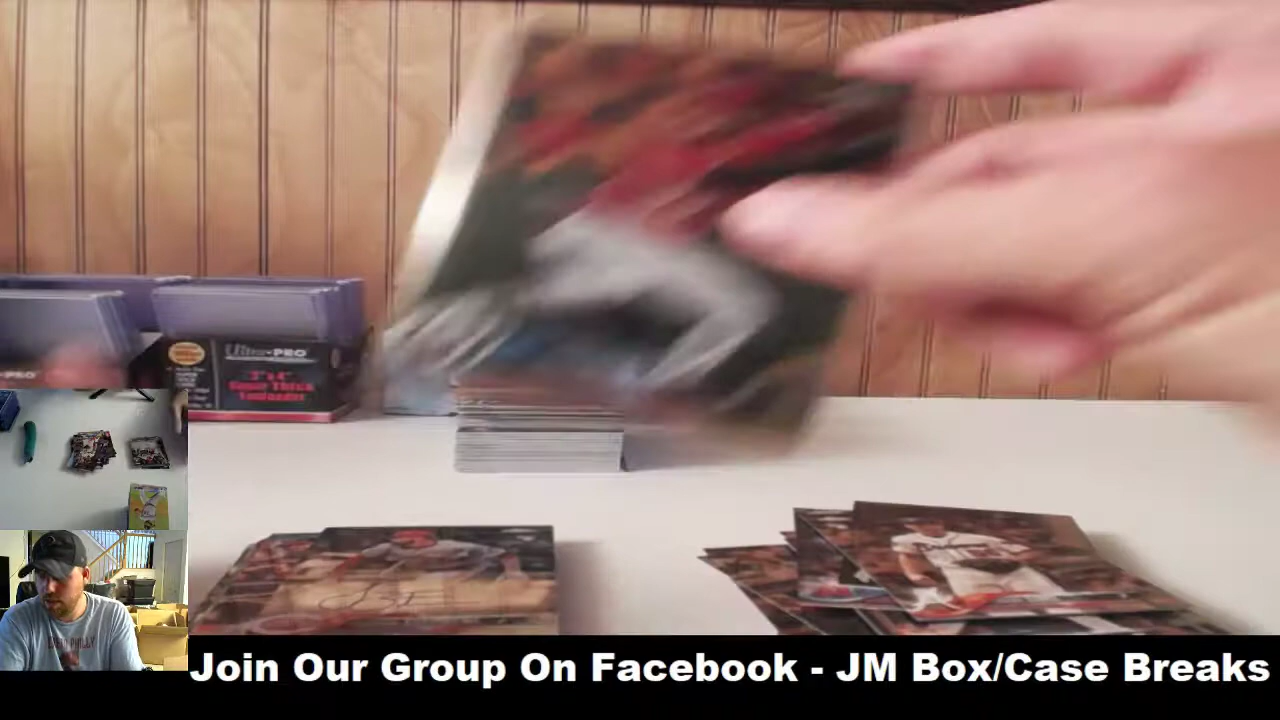 Ultra-PRO
3" x 4"
Super Thick
Toploader
Join Our Group On Facebook - JM Box/Case Breaks